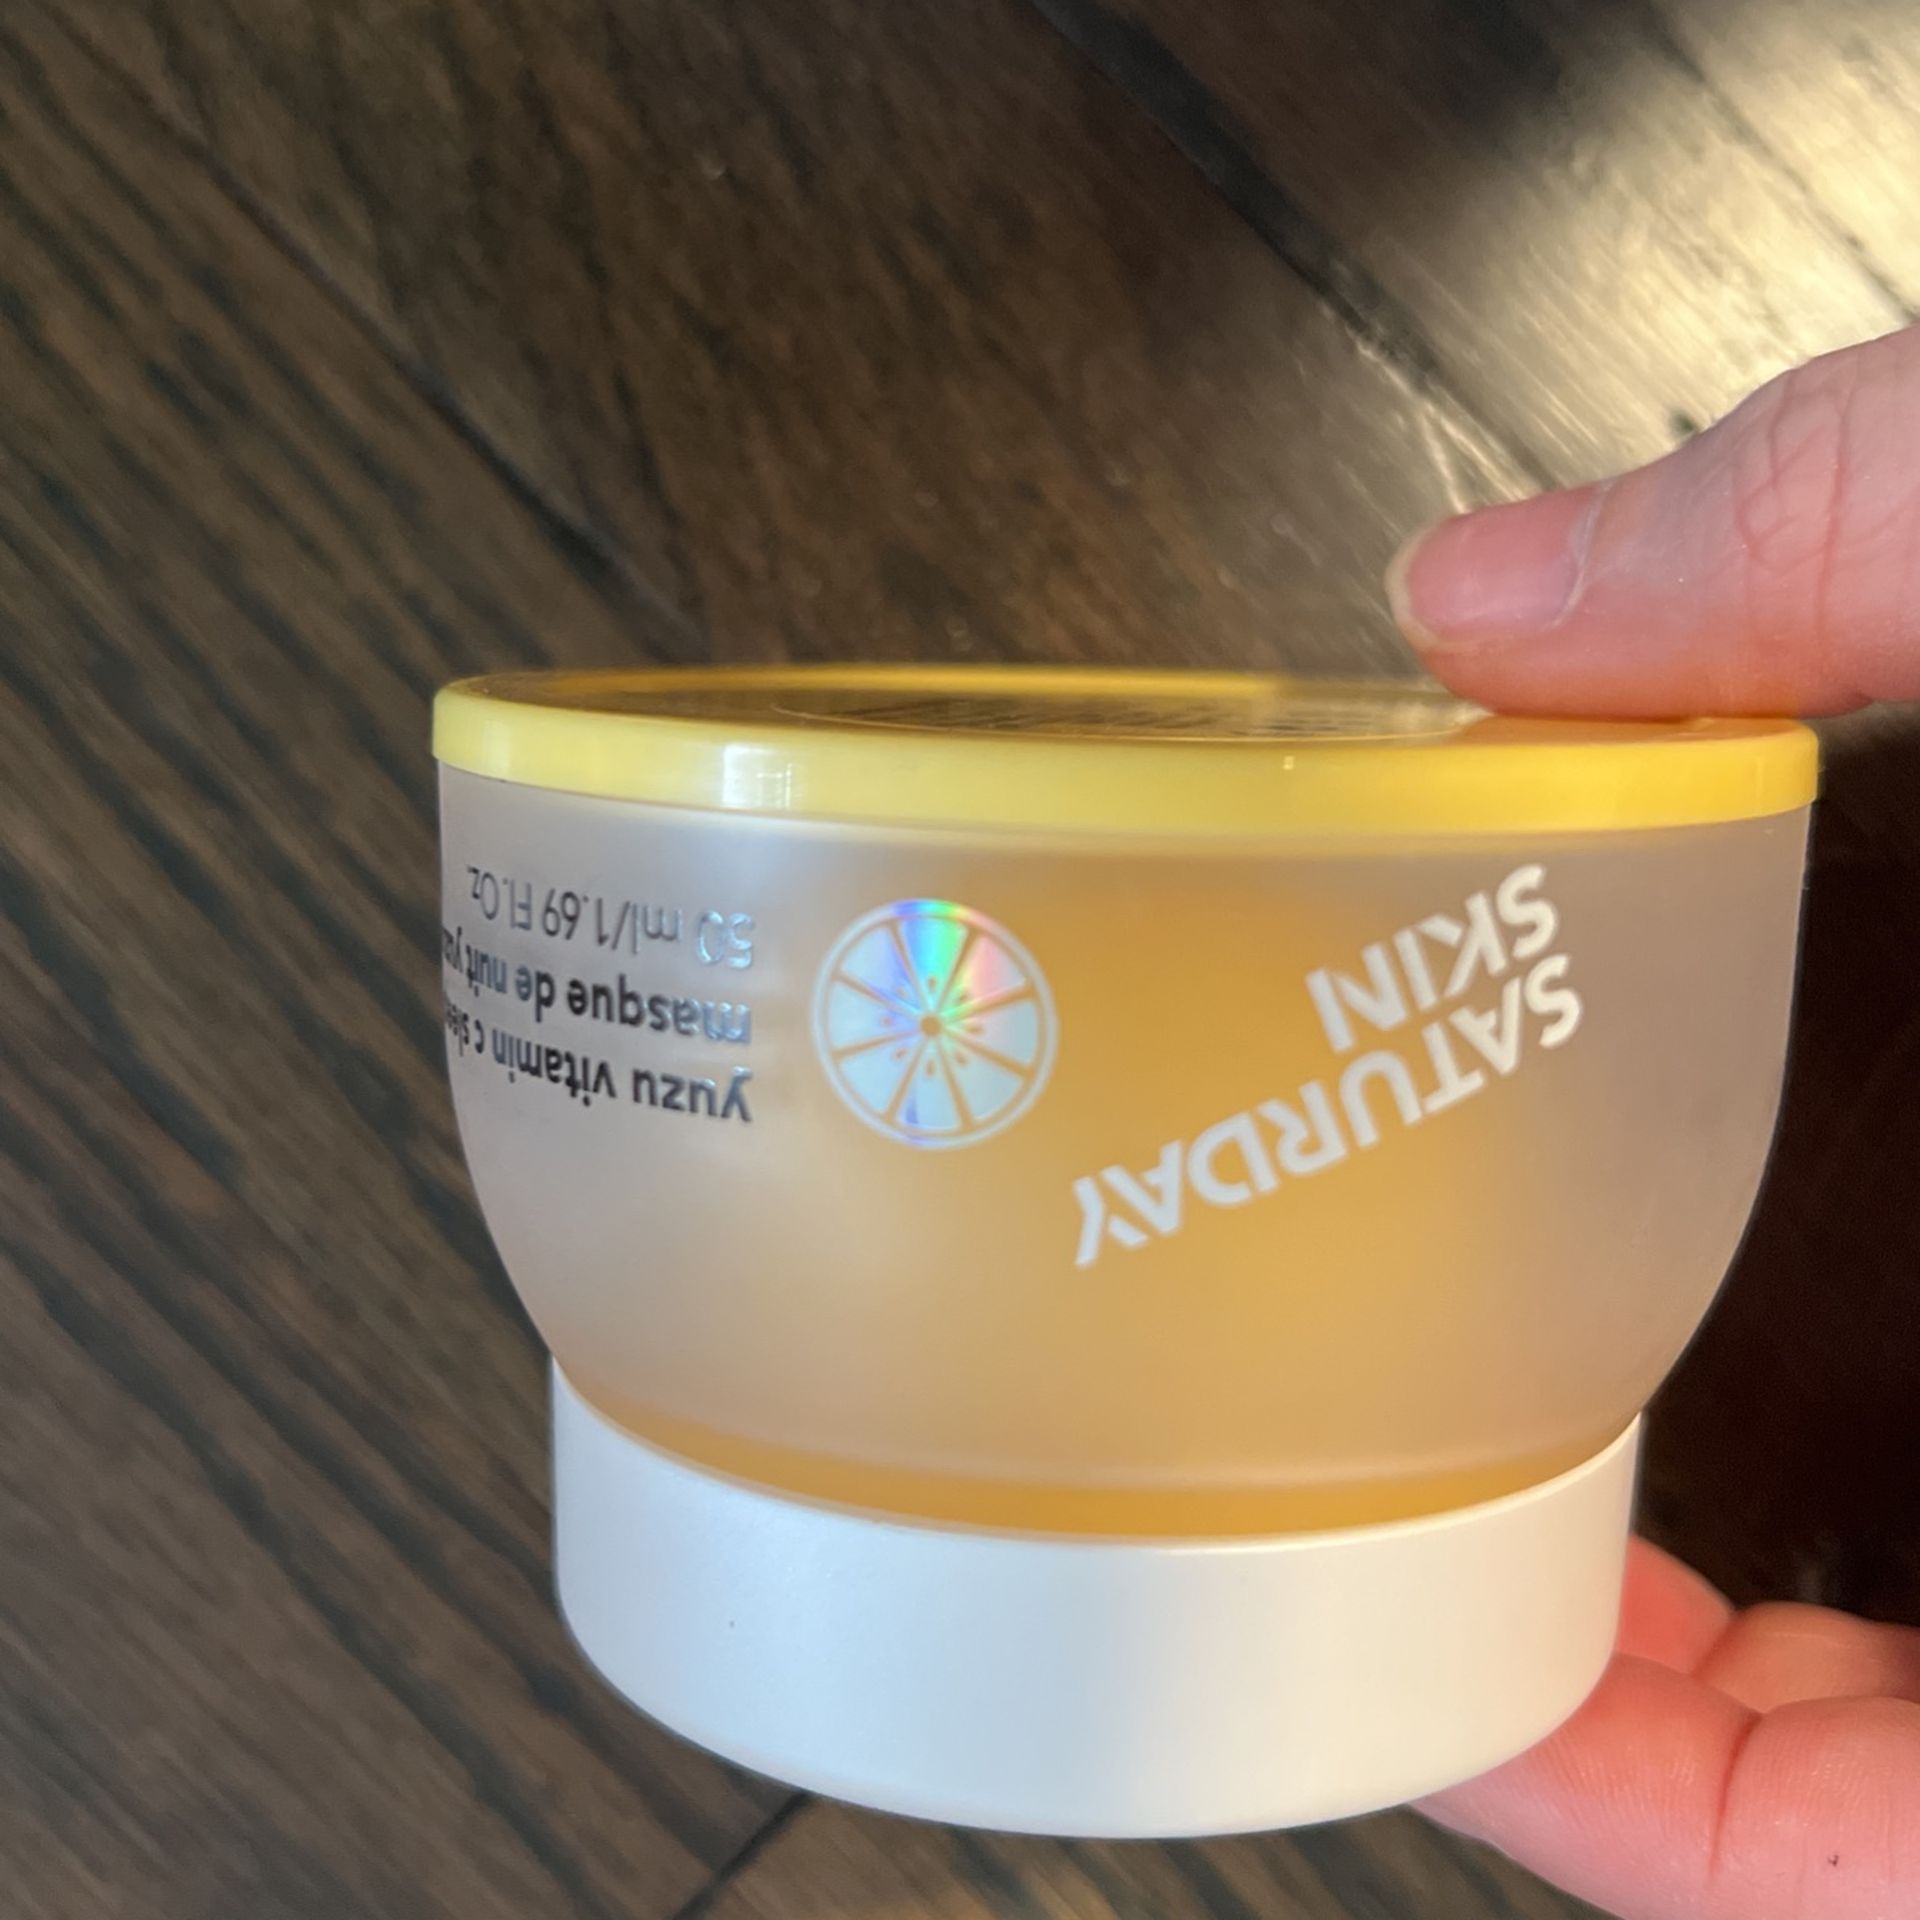 SATURDAY
SKIN
yuzu vitamin c
masque de nuit
50 ml/1.69 Fl.Oz.